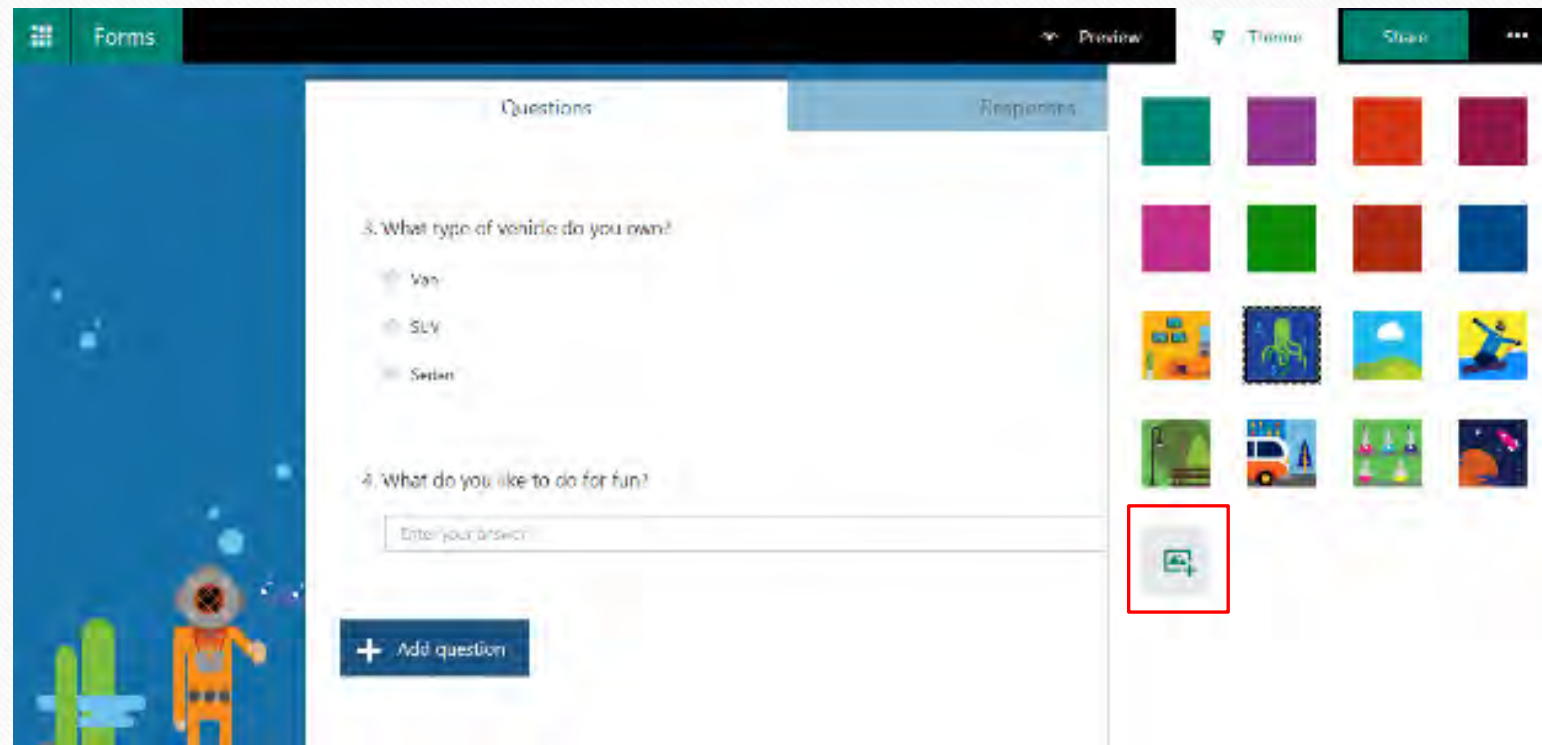 Forms
Preview
Theme
Share
Questions
Responses
3. What type of vehicle do you own?
Van
SUV
Sedan
4. What do you like to do for fun?
Enter your answer
Add question